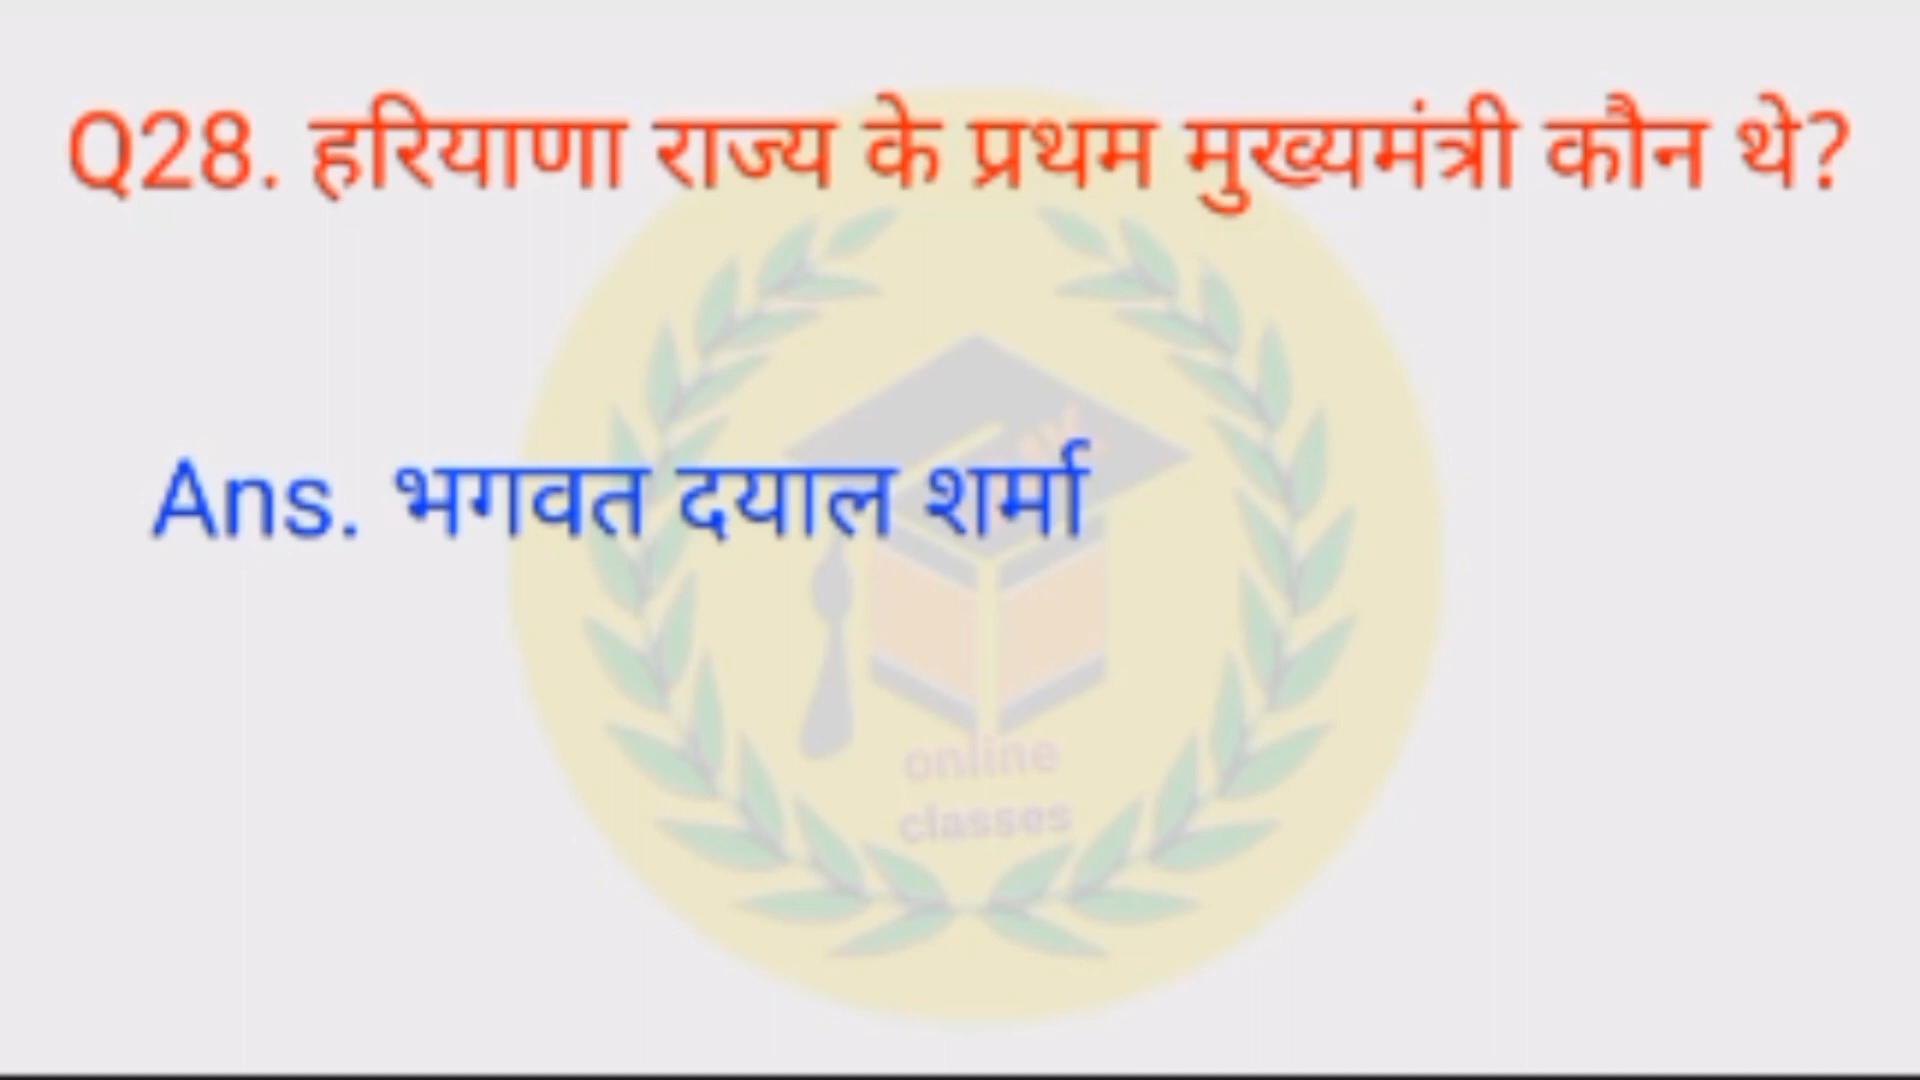 Q28. हरियाणा राज्य के प्रथम मुख्यमंत्री कौन थे?
Ans. भगवत दयाल शर्मा
online
classes